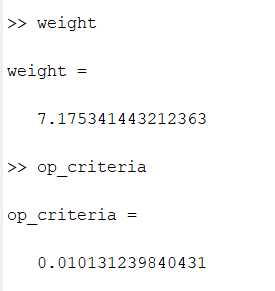 >> weight
weight =
7.175341443212363
>> op_criteria
op_criteria =
0.010131239840431